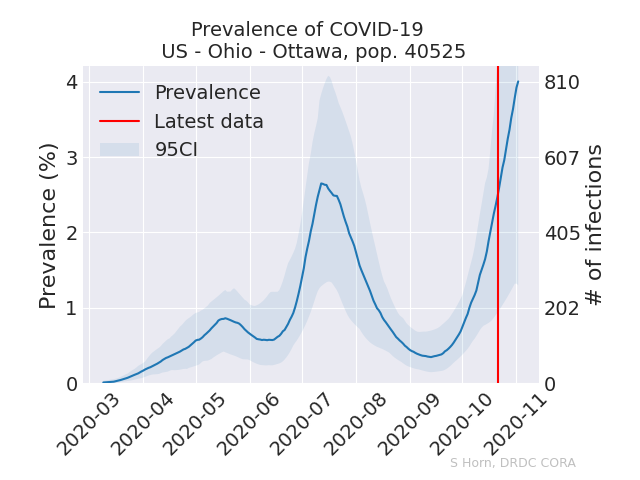 Prevalence of COVID-19
US - Ohio - Ottawa, pop. 40525
Prevalence
Latest data
95CI
Prevalence (%)
4
3
2
1
0
810
607
405
202
0
# of infections
2020-03
2020-04
2020-05
2020-06
2020-07
2020-08
2020-09
2020-10
2020-11
S Horn, DRDC CORA